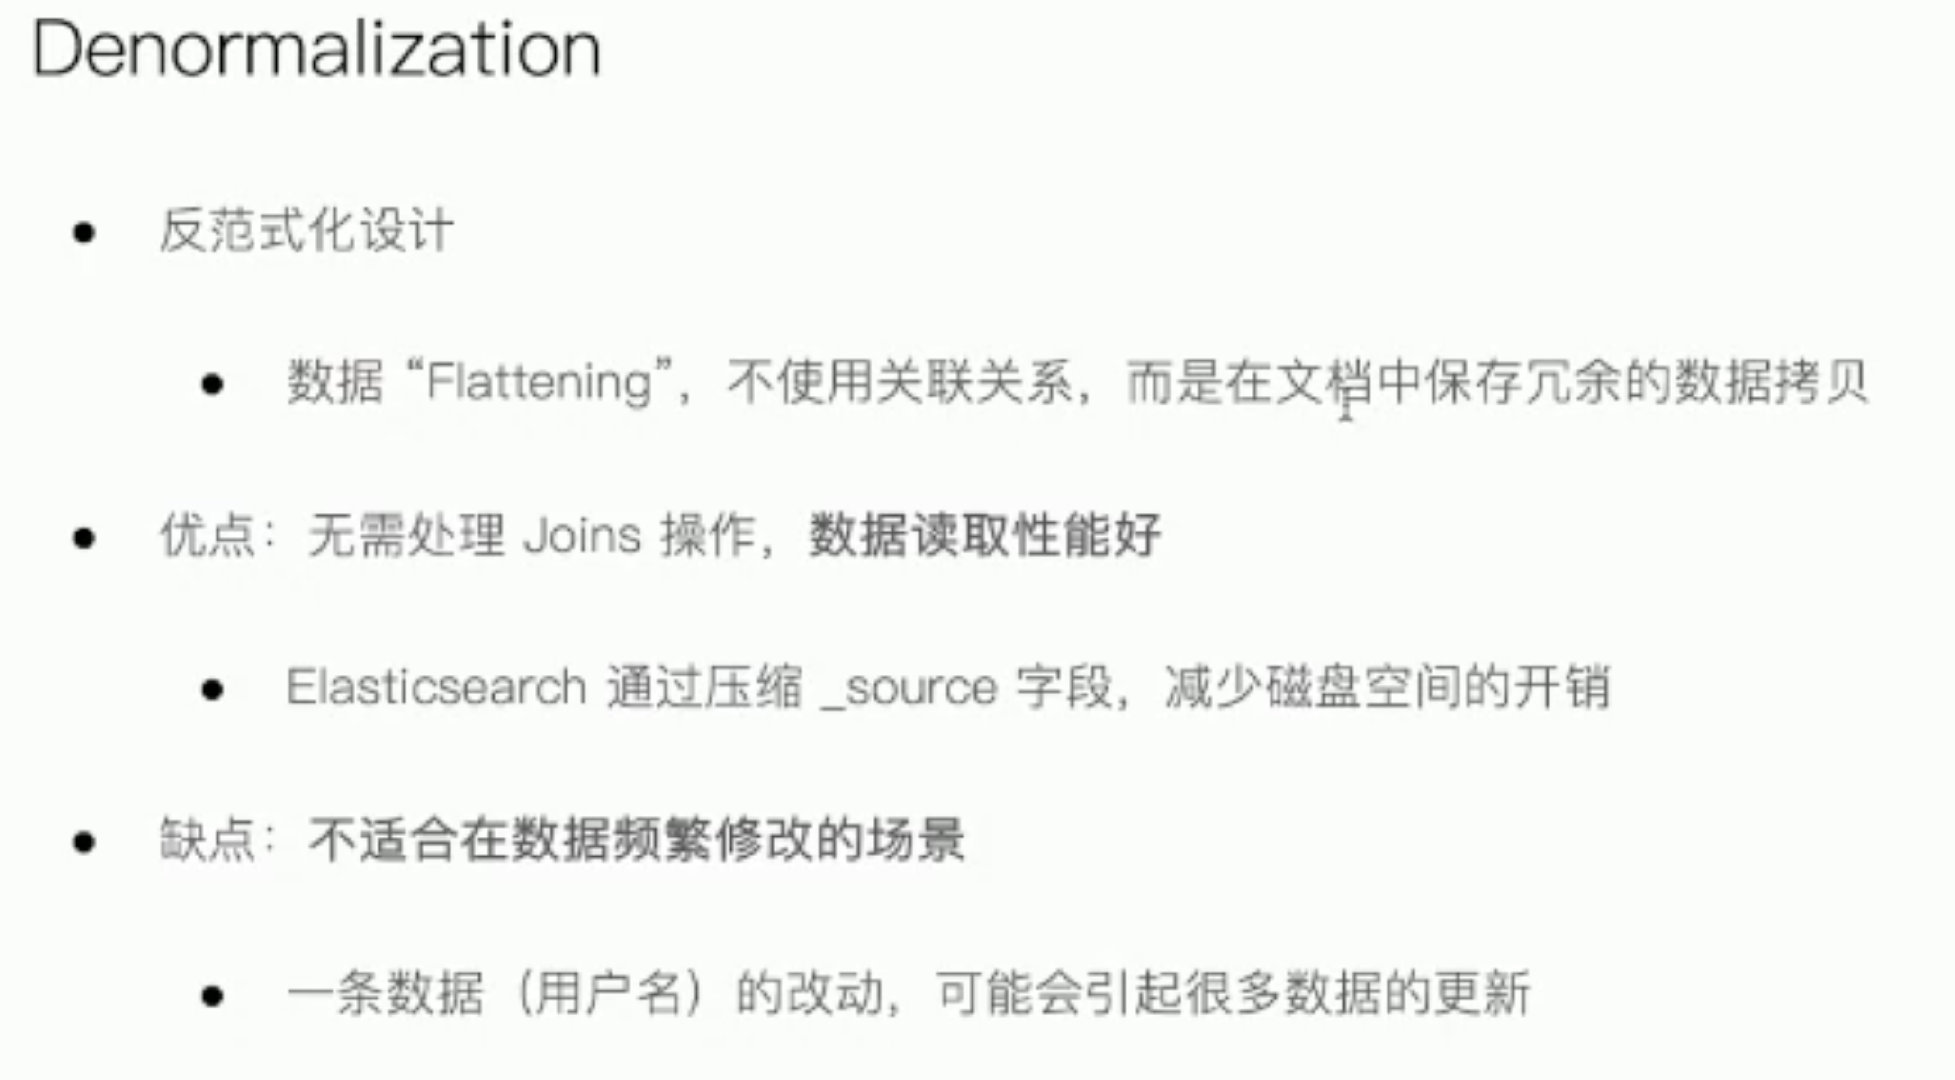 Denormalization
反范式化设计
数据 “Flattening”，不使用关联关系，而是在文档中保存冗余的数据拷贝
优点：无需处理 Joins 操作，数据读取性能好
Elasticsearch 通过压缩 _source 字段，减少磁盘空间的开销
缺点：不适合在数据频繁修改的场景
一条数据（用户名）的改动，可能会引起很多数据的更新